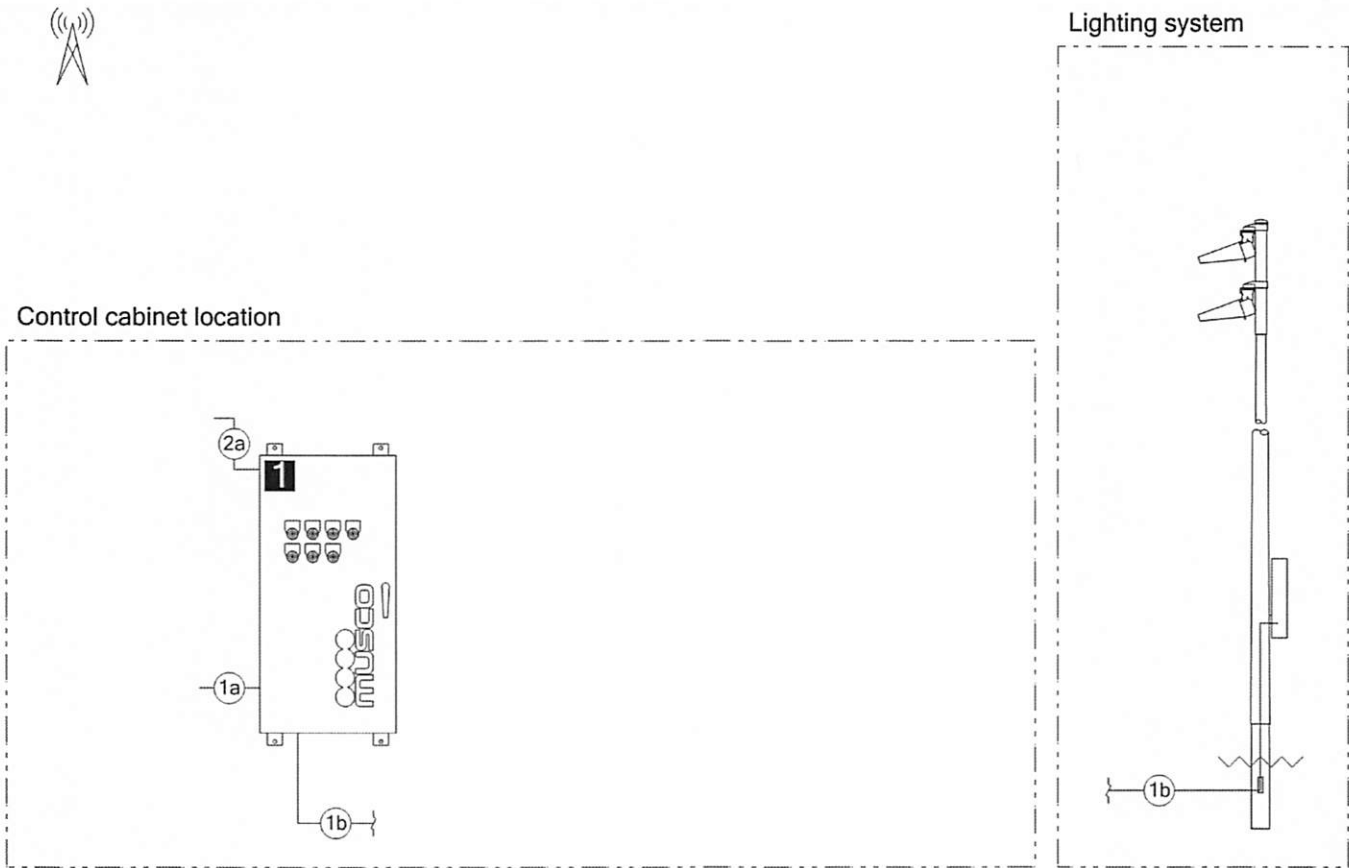 Lighting system
Control cabinet location
2a
1
musco
1a
1b
1b